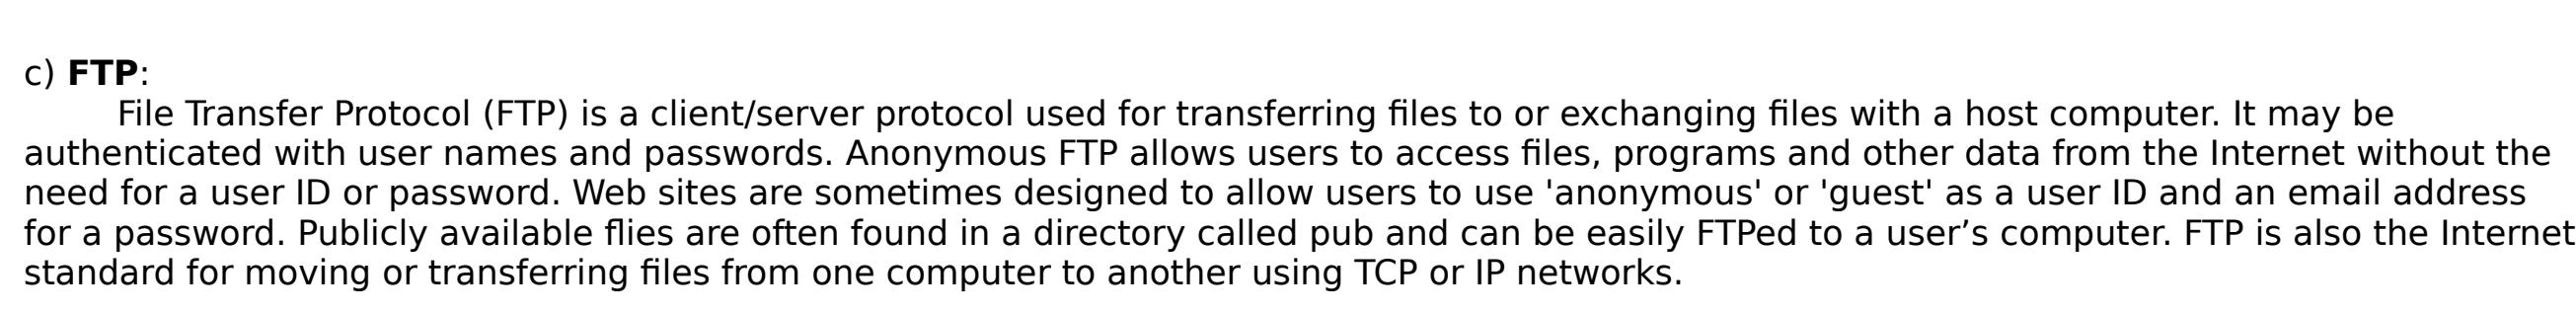 c) FTP:
File Transfer Protocol (FTP) is a client/server protocol used for transferring files to or exchanging files with a host computer. It may be
authenticated with user names and passwords. Anonymous FTP allows users to access files, programs and other data from the Internet without the
need for a user ID or password. Web sites are sometimes designed to allow users to use 'anonymous' or 'guest' as a user ID and an email address
for a password. Publicly available flies are often found in a directory called pub and can be easily FTPed to a user’s computer. FTP is also the Internet
standard for moving or transferring files from one computer to another using TCP or IP networks.